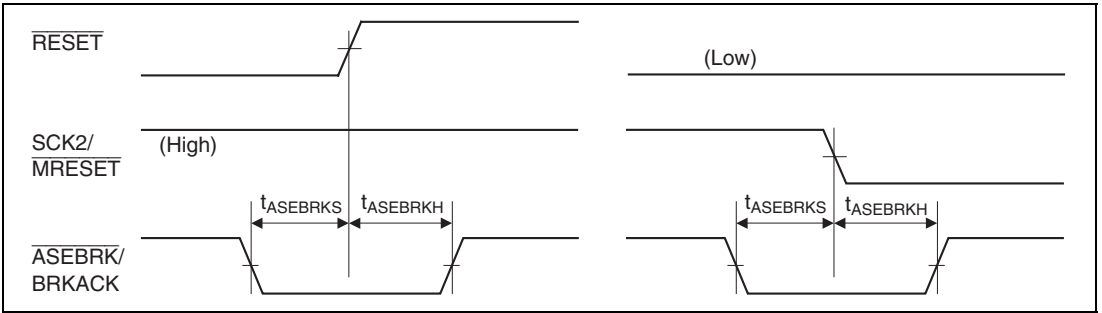 RESET
(Low)
SCK2/
MRESET
(High)
tASEBRKS
tASEBRKH
tASEBRKS
tASEBRKH
ASEBRK/
BRKACK